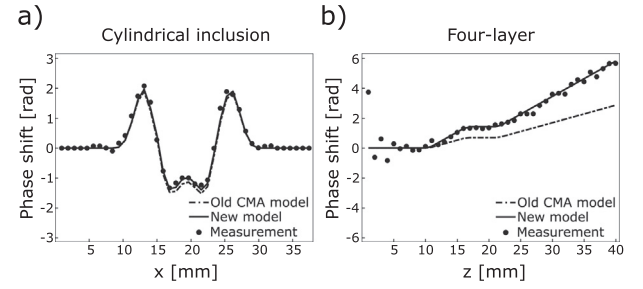 a)
Cylindrical inclusion
Phase shift [rad]
3
2
1
0
-1
-2
-3
5 10 15 20 25 30 35
x [mm]
Old CMA model
New model
Measurement
b)
Four-layer
Phase shift [rad]
6
4
2
0
-2
-4
-6
5 10 15 20 25 30 35 40
z [mm]
Old CMA model
New model
Measurement